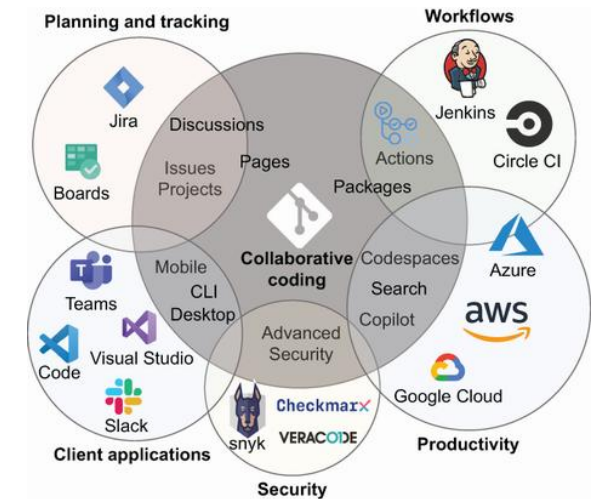 Planning and tracking
Workflows
Jira
Discussions
Jenkins
Circle CI
Actions
Pages
Issues
Projects
Boards
Packages
Collaborative
coding
Codespaces
Azure
Mobile
Teams
CLI
Desktop
Search
aws
Copilot
Visual Studio
Code
Advanced
Security
Google Cloud
Slack
snyk
Checkmarx
VERACODE
Client applications
Productivity
Security